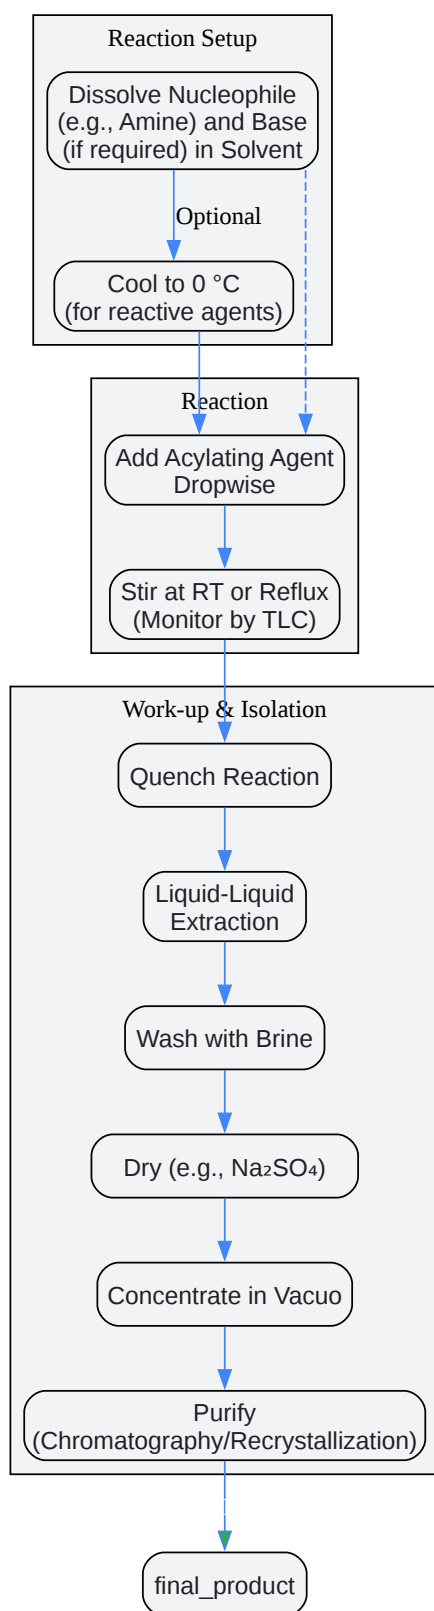 Reaction Setup
Dissolve Nucleophile
(e.g., Amine) and Base
(if required) in Solvent
Optional
Cool to 0 °C
(for reactive agents)
Reaction
Add Acylating Agent
Dropwise
Stir at RT or Reflux
(Monitor by TLC)
Work-up & Isolation
Quench Reaction
Liquid-Liquid
Extraction
Wash with Brine
Dry (e.g., Na₂SO₄)
Concentrate in Vacuo
Purify
(Chromatography/Recrystallization)
final_product